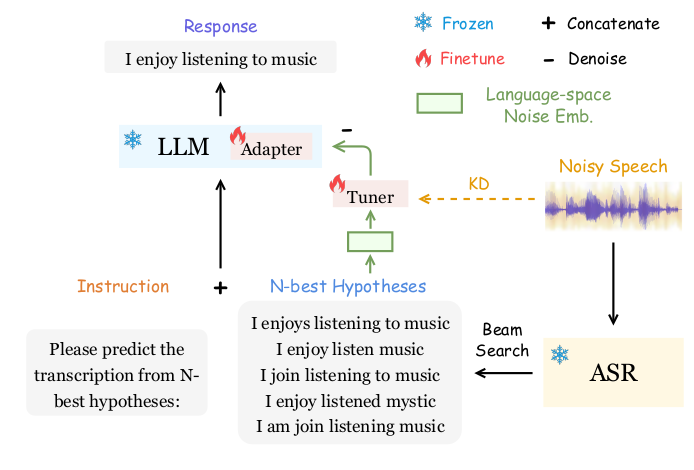 Response
I enjoy listening to music
Frozen
+ Concatenate
Finetune
- Denoise
Language-space
Noise Emb.
LLM
Adapter
-
Tuner
KD
Noisy Speech
Instruction
+
N-best Hypotheses
Please predict the
transcription from N-
best hypotheses:
I enjoys listening to music
I enjoy listen music
I join listening to music
I enjoy listened mystic
I am join listening music
Beam
Search
ASR